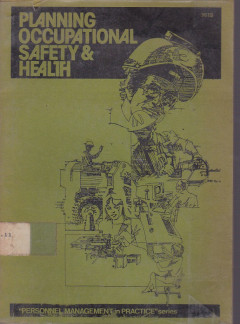 PLANNING
OCCUPATIONAL
SAFETY &
HEALTH
"PERSONNEL MANAGEMENT in PRACTICE" series